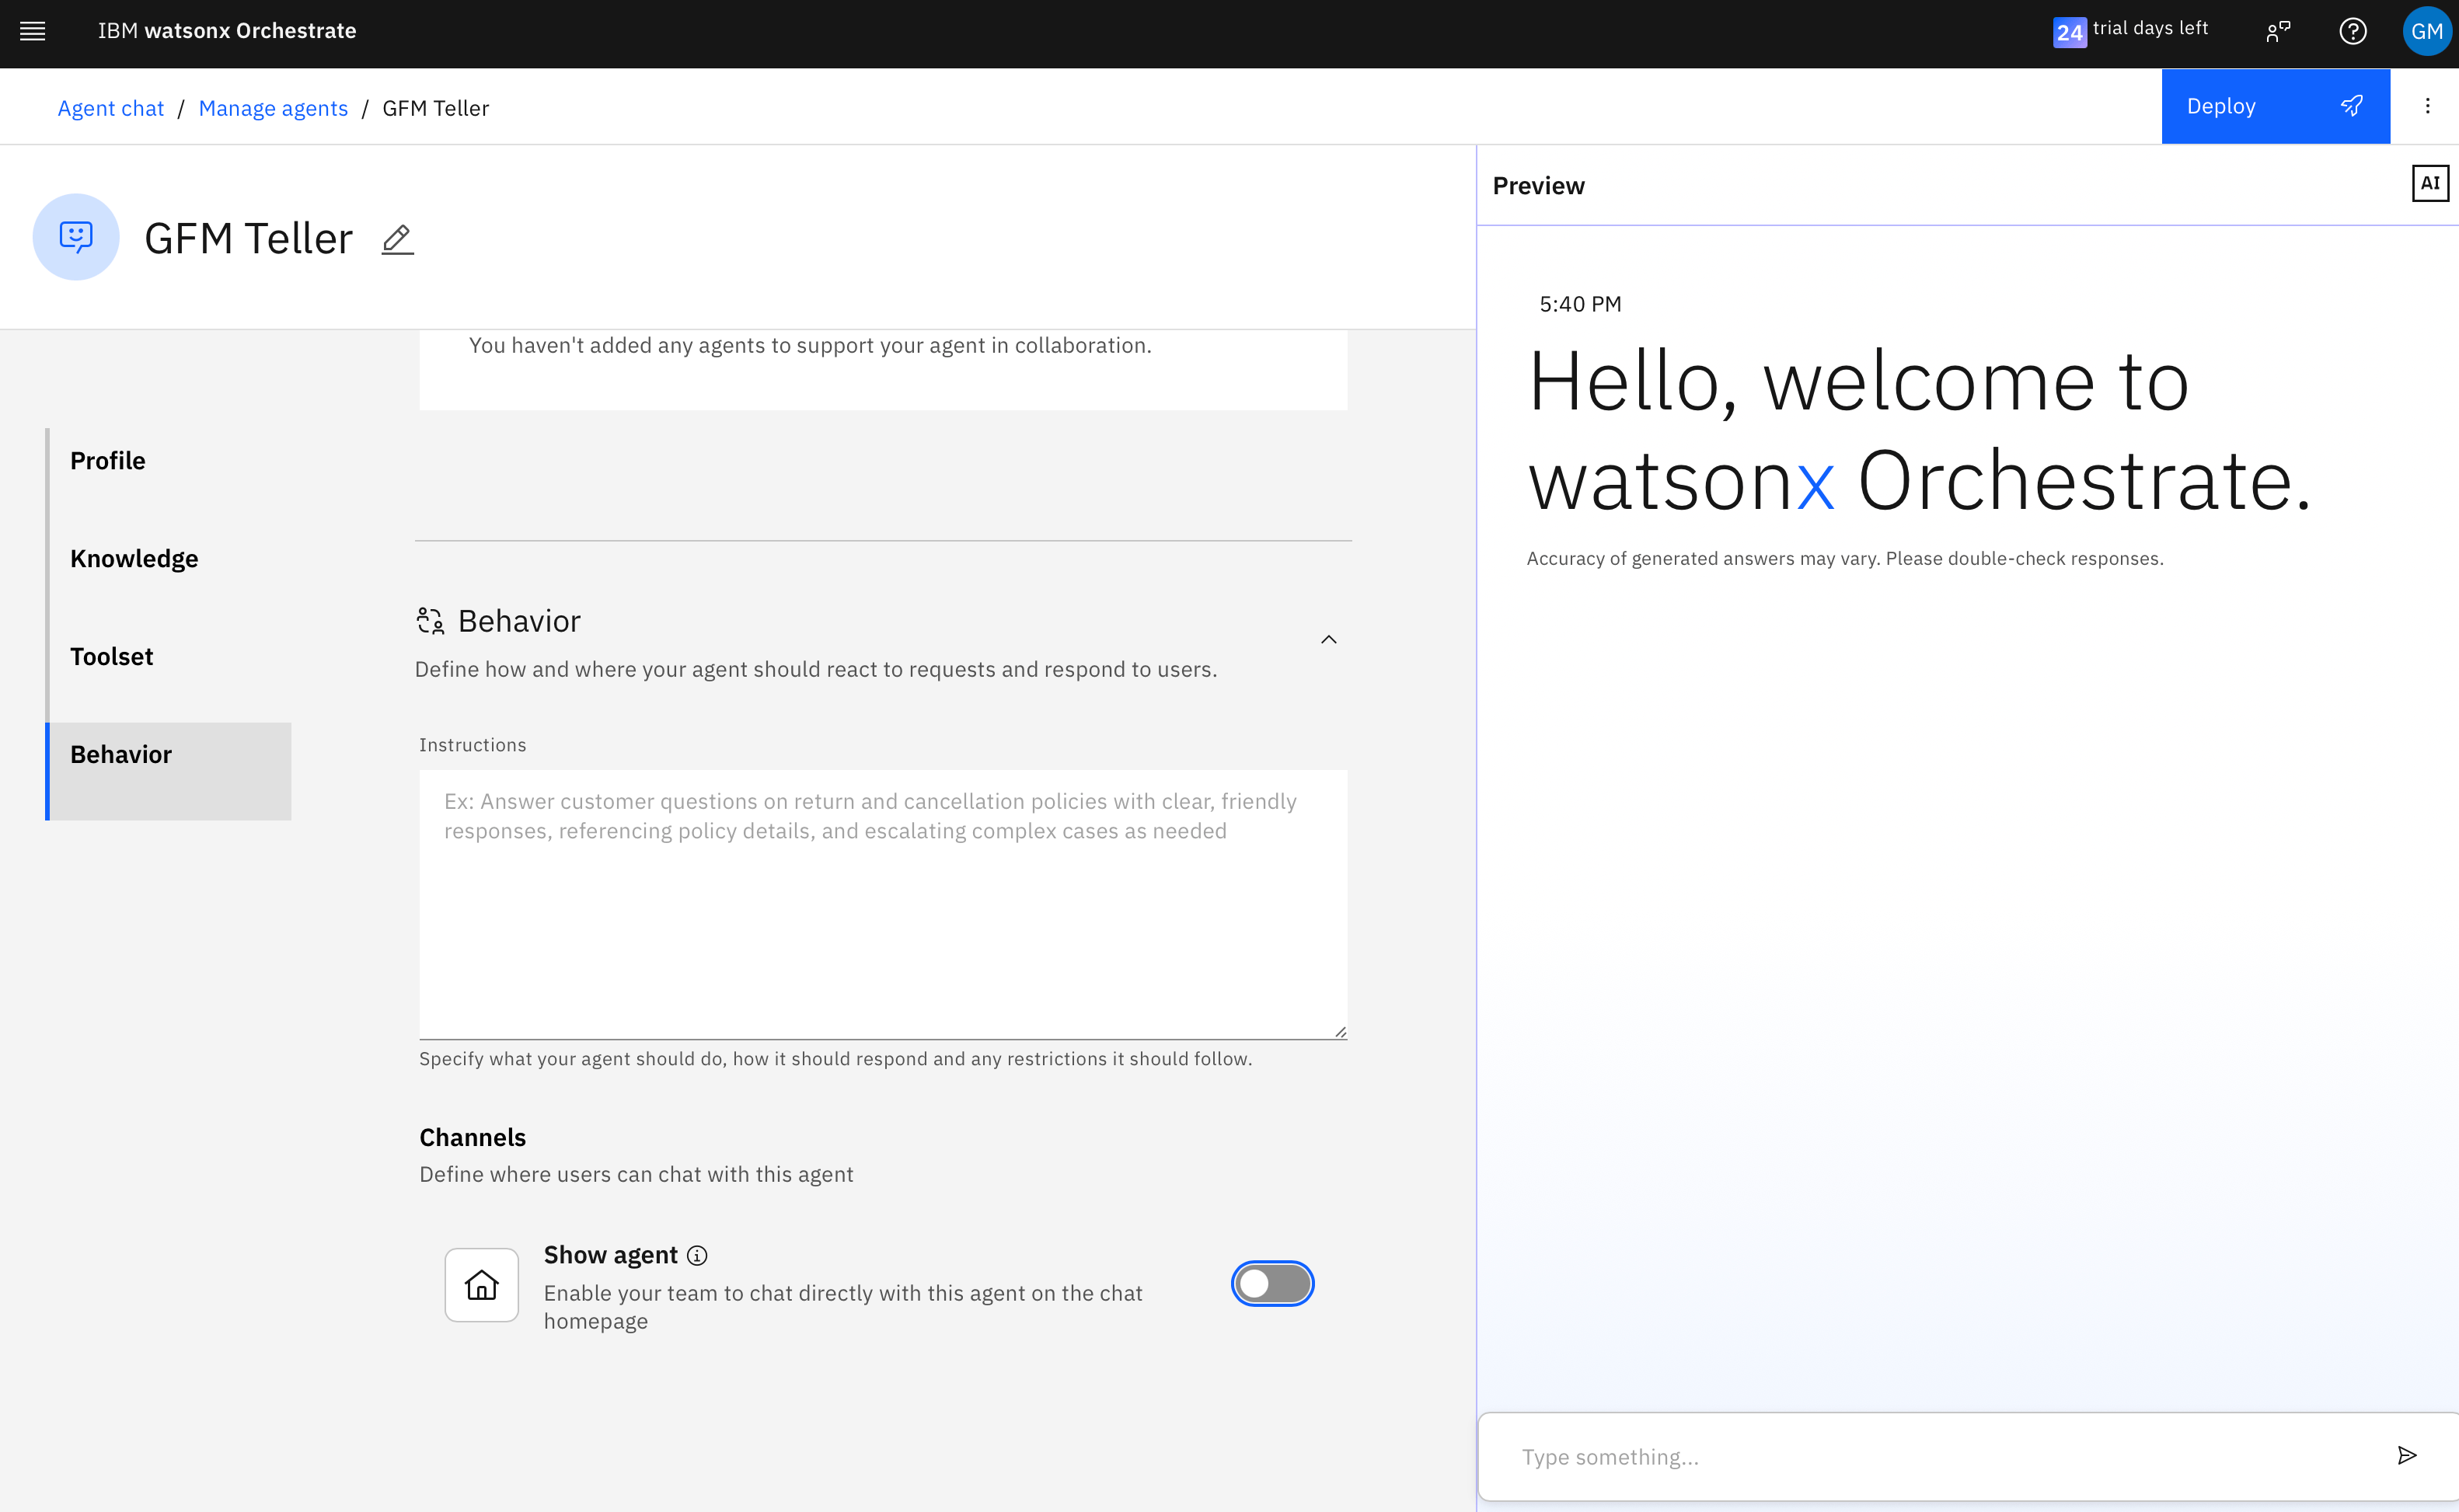 IBM watsonx Orchestrate
24 trial days left
GM
Agent chat / Manage agents / GFM Teller
Deploy
GFM Teller
You haven't added any agents to support your agent in collaboration.
Profile
Knowledge
Toolset
Behavior
Behavior
Define how and where your agent should react to requests and respond to users.
Instructions
Ex: Answer customer questions on return and cancellation policies with clear, friendly
responses, referencing policy details, and escalating complex cases as needed
Specify what your agent should do, how it should respond and any restrictions it should follow.
Channels
Define where users can chat with this agent
Show agent
Enable your team to chat directly with this agent on the chat
homepage
Preview
AI
5:40 PM
Hello, welcome to
watsonx Orchestrate.
Accuracy of generated answers may vary. Please double-check responses.
Type something...